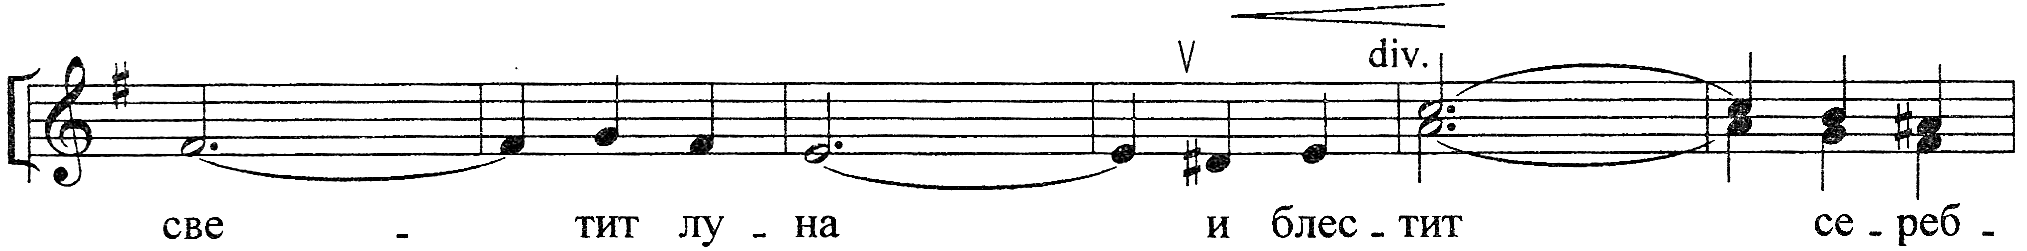 div.
све - тит лу - на и блес - тит се - реб -